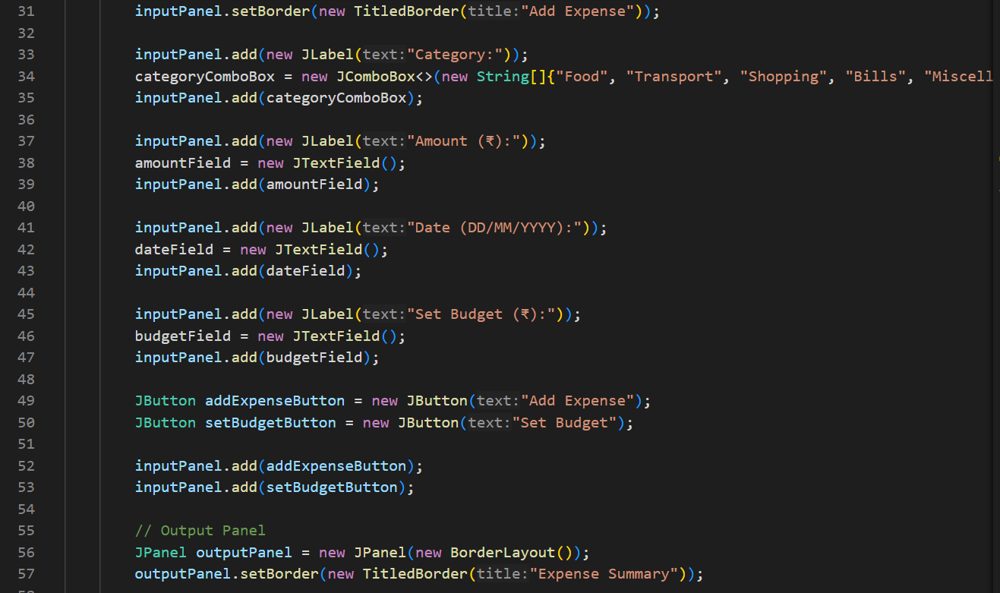 31 inputPanel.setBorder(new TitledBorder(title:"Add Expense"));
32
33 inputPanel.add(new JLabel(text:"Category:"));
34 categoryComboBox = new JComboBox<>(new String[]{"Food", "Transport", "Shopping", "Bills", "Miscell
35 inputPanel.add(categoryComboBox);
36
37 inputPanel.add(new JLabel(text:"Amount (₹):"));
38 amountField = new JTextField();
39 inputPanel.add(amountField);
40
41 inputPanel.add(new JLabel(text:"Date (DD/MM/YYYY):"));
42 dateField = new JTextField();
43 inputPanel.add(dateField);
44
45 inputPanel.add(new JLabel(text:"Set Budget (₹):"));
46 budgetField = new JTextField();
47 inputPanel.add(budgetField);
48
49 JButton addExpenseButton = new JButton(text:"Add Expense");
50 JButton setBudgetButton = new JButton(text:"Set Budget");
51
52 inputPanel.add(addExpenseButton);
53 inputPanel.add(setBudgetButton);
54
55 // Output Panel
56 JPanel outputPanel = new JPanel(new BorderLayout());
57 outputPanel.setBorder(new TitledBorder(title:"Expense Summary"));